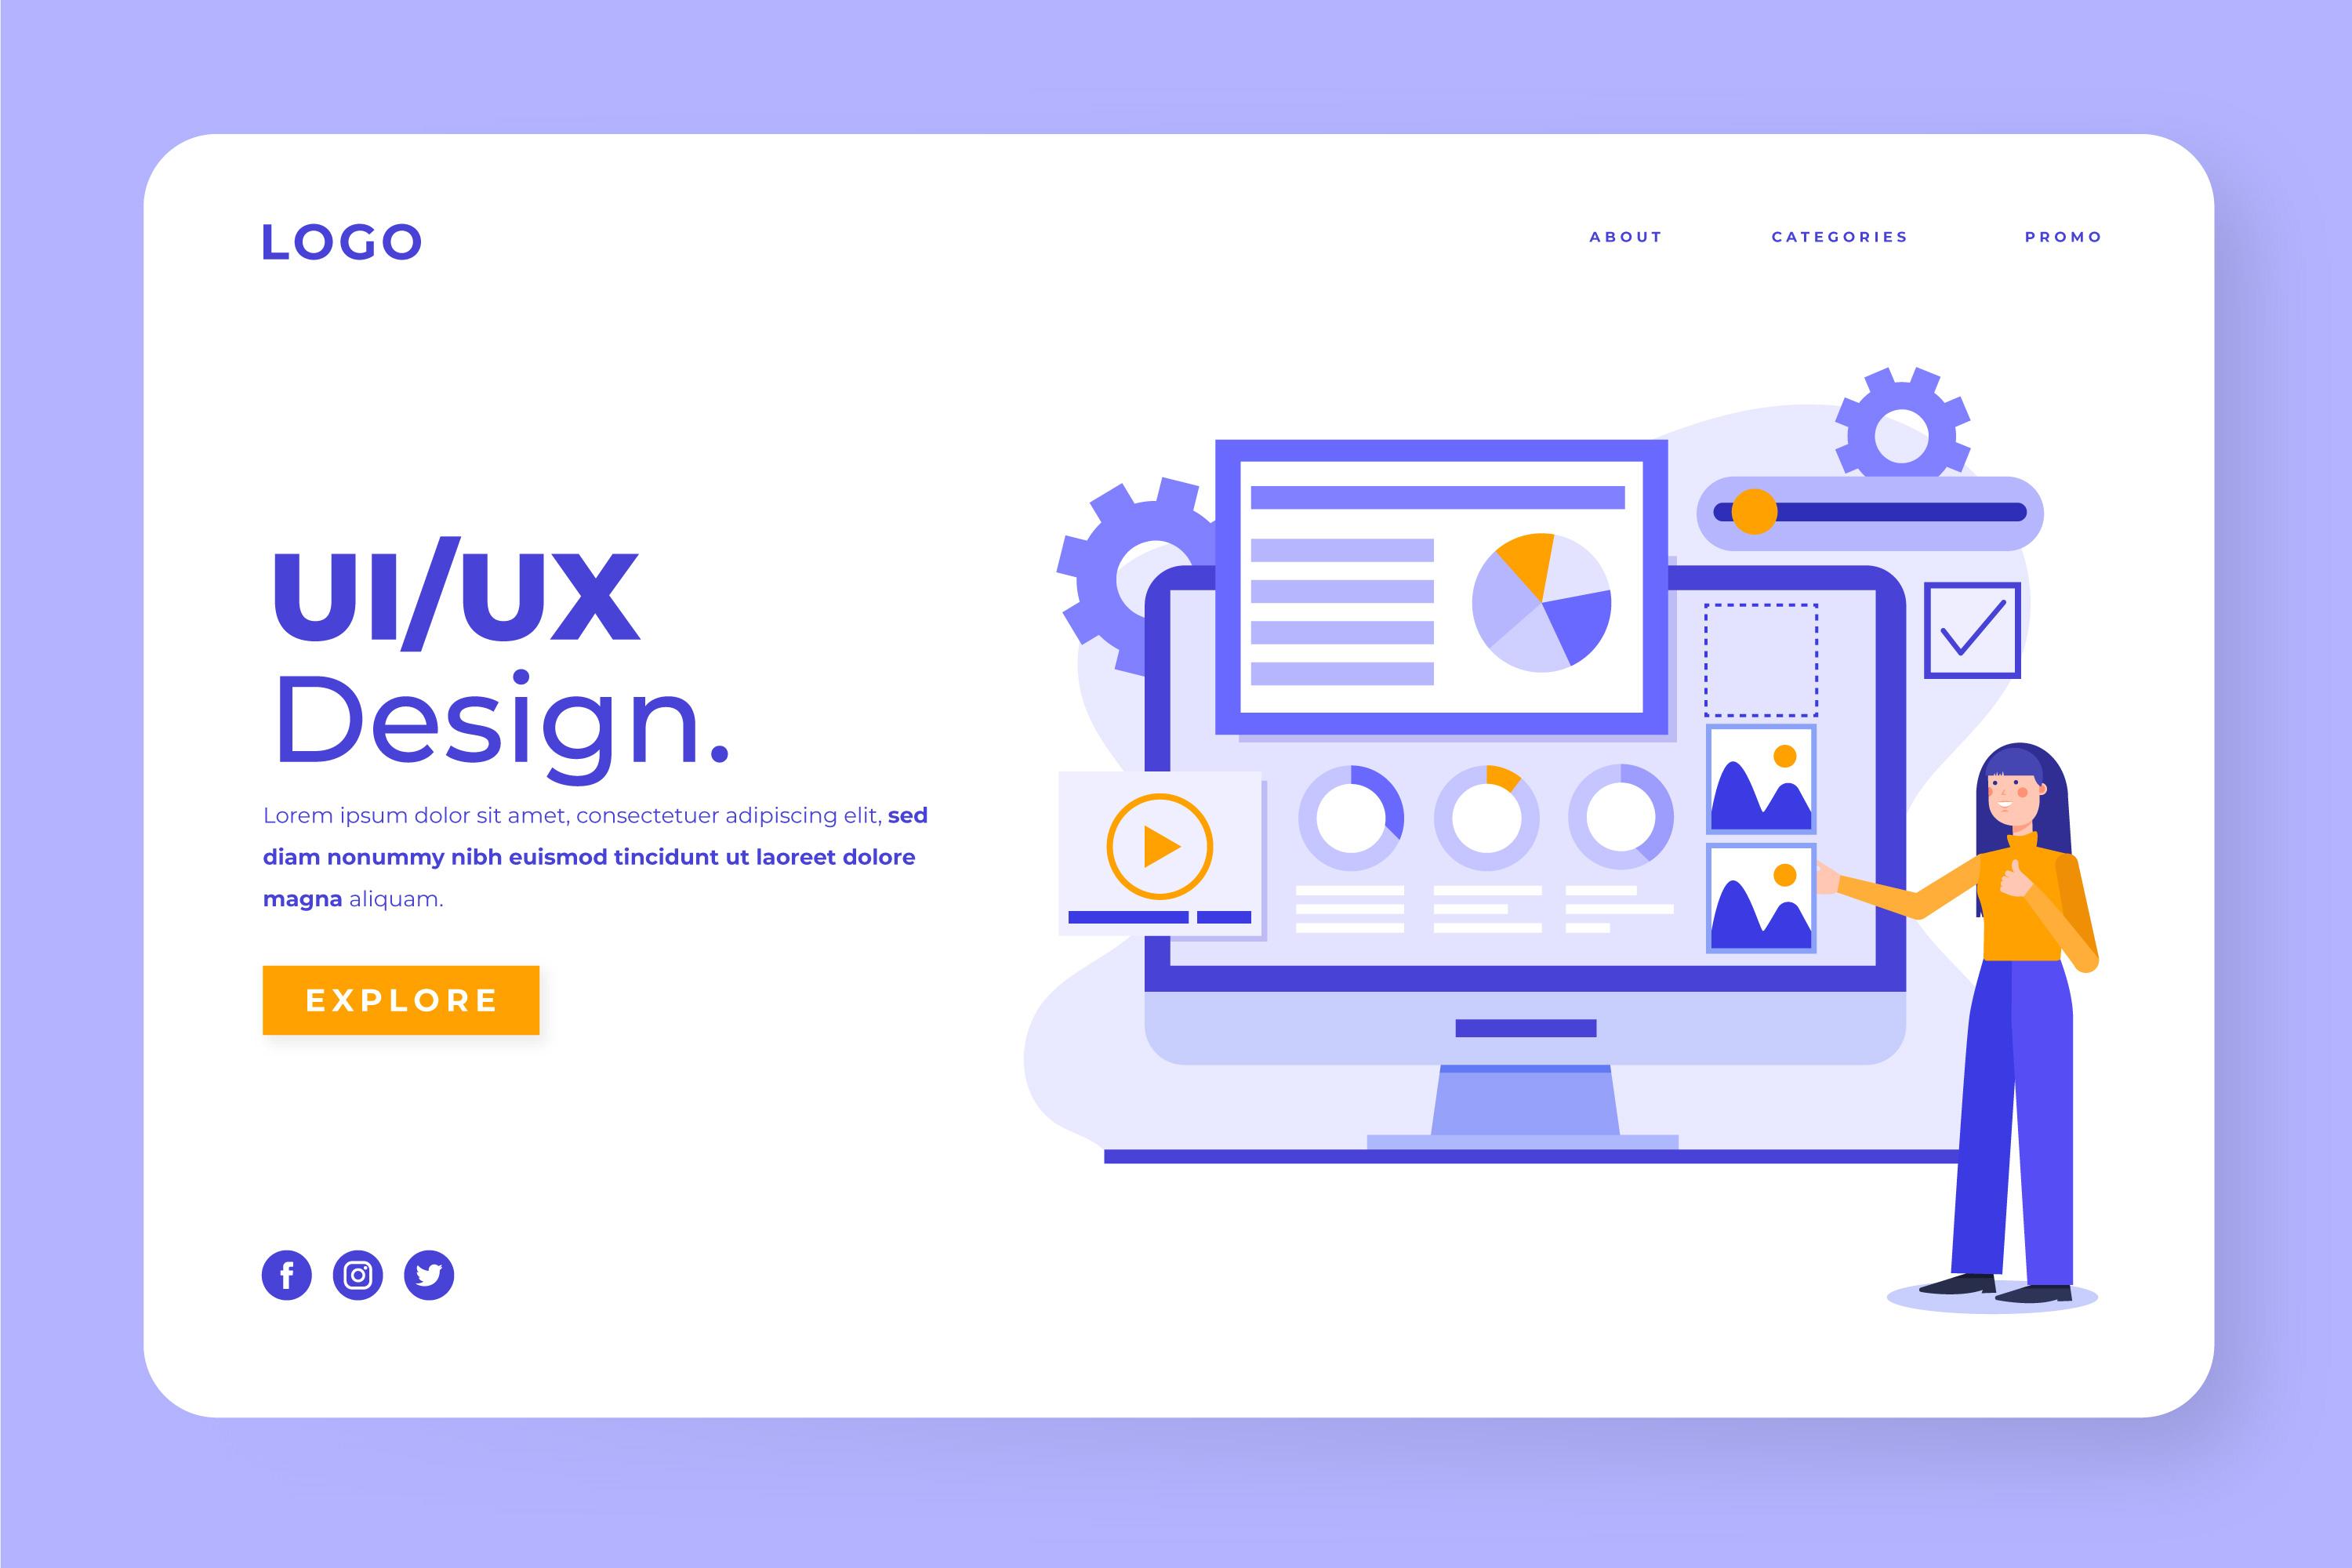 LOGO
ABOUT CATEGORIES PROMO
UI/UX
Design.
Lorem ipsum dolor sit amet, consectetuer adipiscing elit, sed
diam nonummy nibh euismod tincidunt ut laoreet dolore
magna aliquam.
EXPLORE